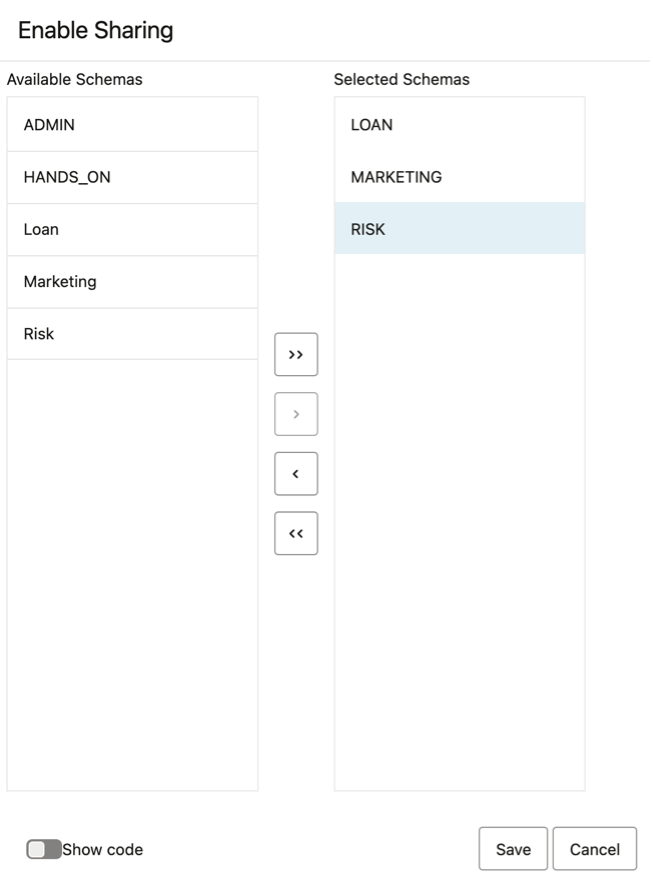 Enable Sharing
Available Schemas
ADMIN
HANDS_ON
Loan
Marketing
Risk
>>
>
<
<<
Selected Schemas
LOAN
MARKETING
RISK
Show code
Save
Cancel